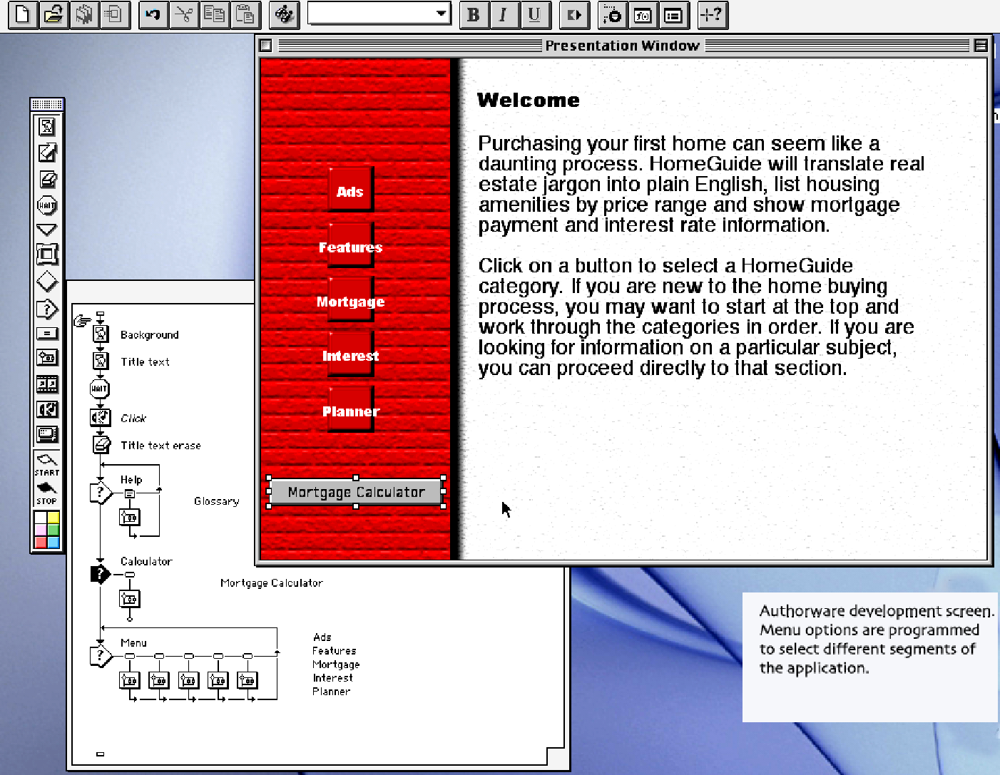 B I U
Presentation Window
Welcome
Purchasing your first home can seem like a
daunting process. HomeGuide will translate real
estate jargon into plain English, list housing
amenities by price range and show mortgage
payment and interest rate information.
Click on a button to select a HomeGuide
category. If you are new to the home buying
process, you may want to start at the top and
work through the categories in order. If you are
looking for information on a particular subject,
you can proceed directly to that section.
Ads
Features
Mortgage
Interest
Planner
Mortgage Calculator
WAIT
START
STOP
Background
Title text
WAIT
Click
Title text erase
Help
Glossary
Calculator
Mortgage Calculator
Menu
Ads
Features
Mortgage
Interest
Planner
Authorware development screen.
Menu options are programmed
to select different segments of
the application.